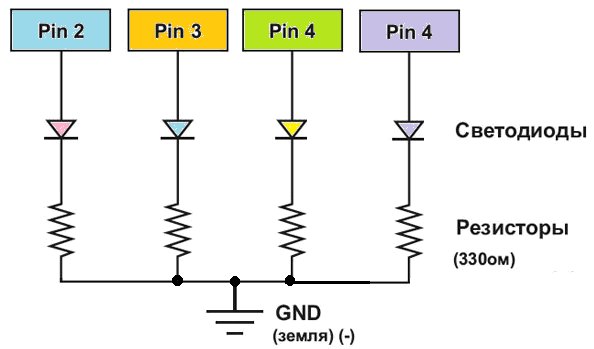 Pin 2 Pin 3 Pin 4 Pin 4
Светодиоды
Резисторы
(330ом)
GND
(земля) (-)